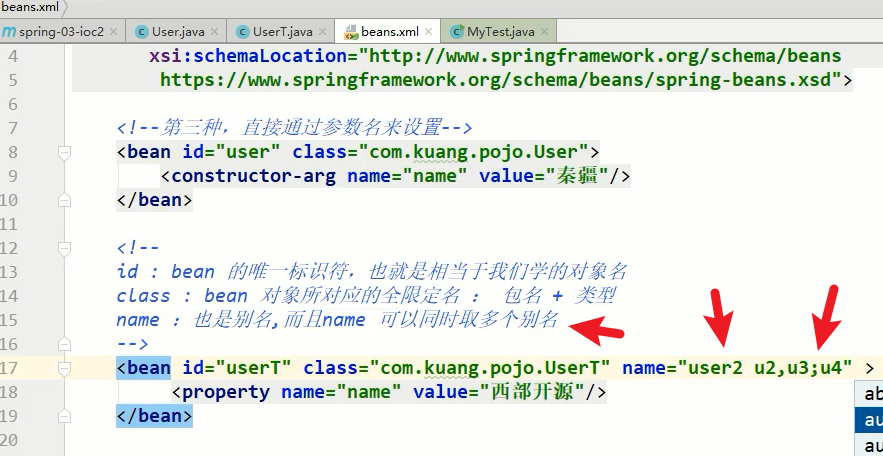 beans.xml
spring-03-ioc2 User.java UserT.java beans.xml MyTest.java
4 xsi:schemaLocation="http://www.springframework.org/schema/beans
5 https://www.springframework.org/schema/beans/spring-beans.xsd">
6
7 <!--第三种，直接通过参数名来设置-->
8 <bean id="user" class="com.kuang.pojo.User">
9 <constructor-arg name="name" value="秦疆"/>
10 </bean>
11
12 <!--
13 id : bean 的唯一标识符，也就是相当于我们学的对象名
14 class : bean 对象所对应的全限定名 ： 包名 + 类型
15 name : 也是别名,而且name 可以同时取多个别名
16 -->
17 <bean id="userT" class="com.kuang.pojo.UserT" name="user2 u2,u3;u4" >
18 <property name="name" value="西部开源"/>
19 </bean>
20
ab
au
au